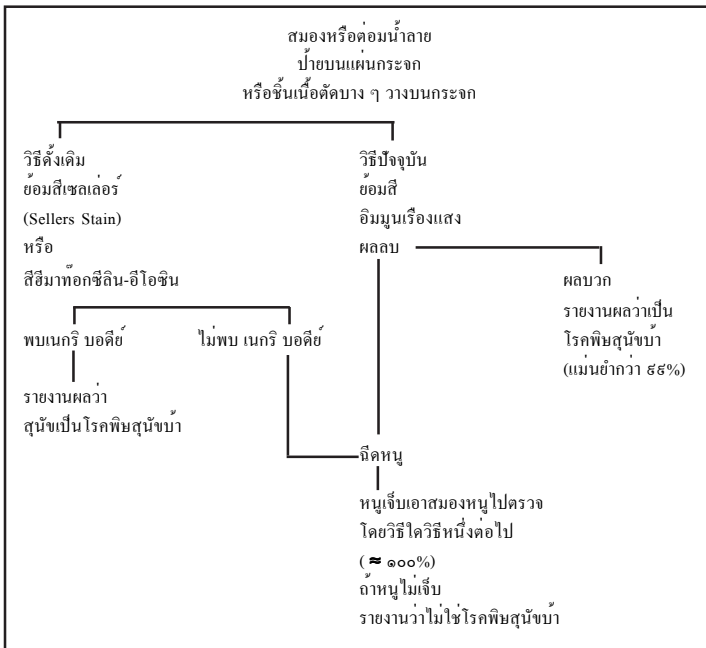 สมองหรือต่อมน้ำลาย
ป้ายบนแผ่นกระจก
หรือชิ้นเนื้อตัดบาง ๆ วางบนกระจก
วิธีดั้งเดิม
ย้อมสีเซลเล่อร์
(Sellers Stain)
หรือ
สีฮีมาท๊อกซีลิน-อีโอซิน
วิธีปัจจุบัน
ย้อมสี
อิมมูนเรืองแสง
ผลลบ
ผลบวก
รายงานผลว่าเป็น
โรคพิษสุนัขบ้า
(แม่นยำกว่า ๙๙%)
พบเนกริ บอดีย์
ไม่พบ เนกริ บอดีย์
รายงานผลว่า
สุนัขเป็นโรคพิษสุนัขบ้า
ฉีดหนู
หนูเจ็บเอาสมองหนูไปตรวจ
โดยวิธีใดวิธีหนึ่งต่อไป
(≈ ๑๐๐%)
ถ้าหนูไม่เจ็บ
รายงานว่าไม่ใช่โรคพิษสุนัขบ้า